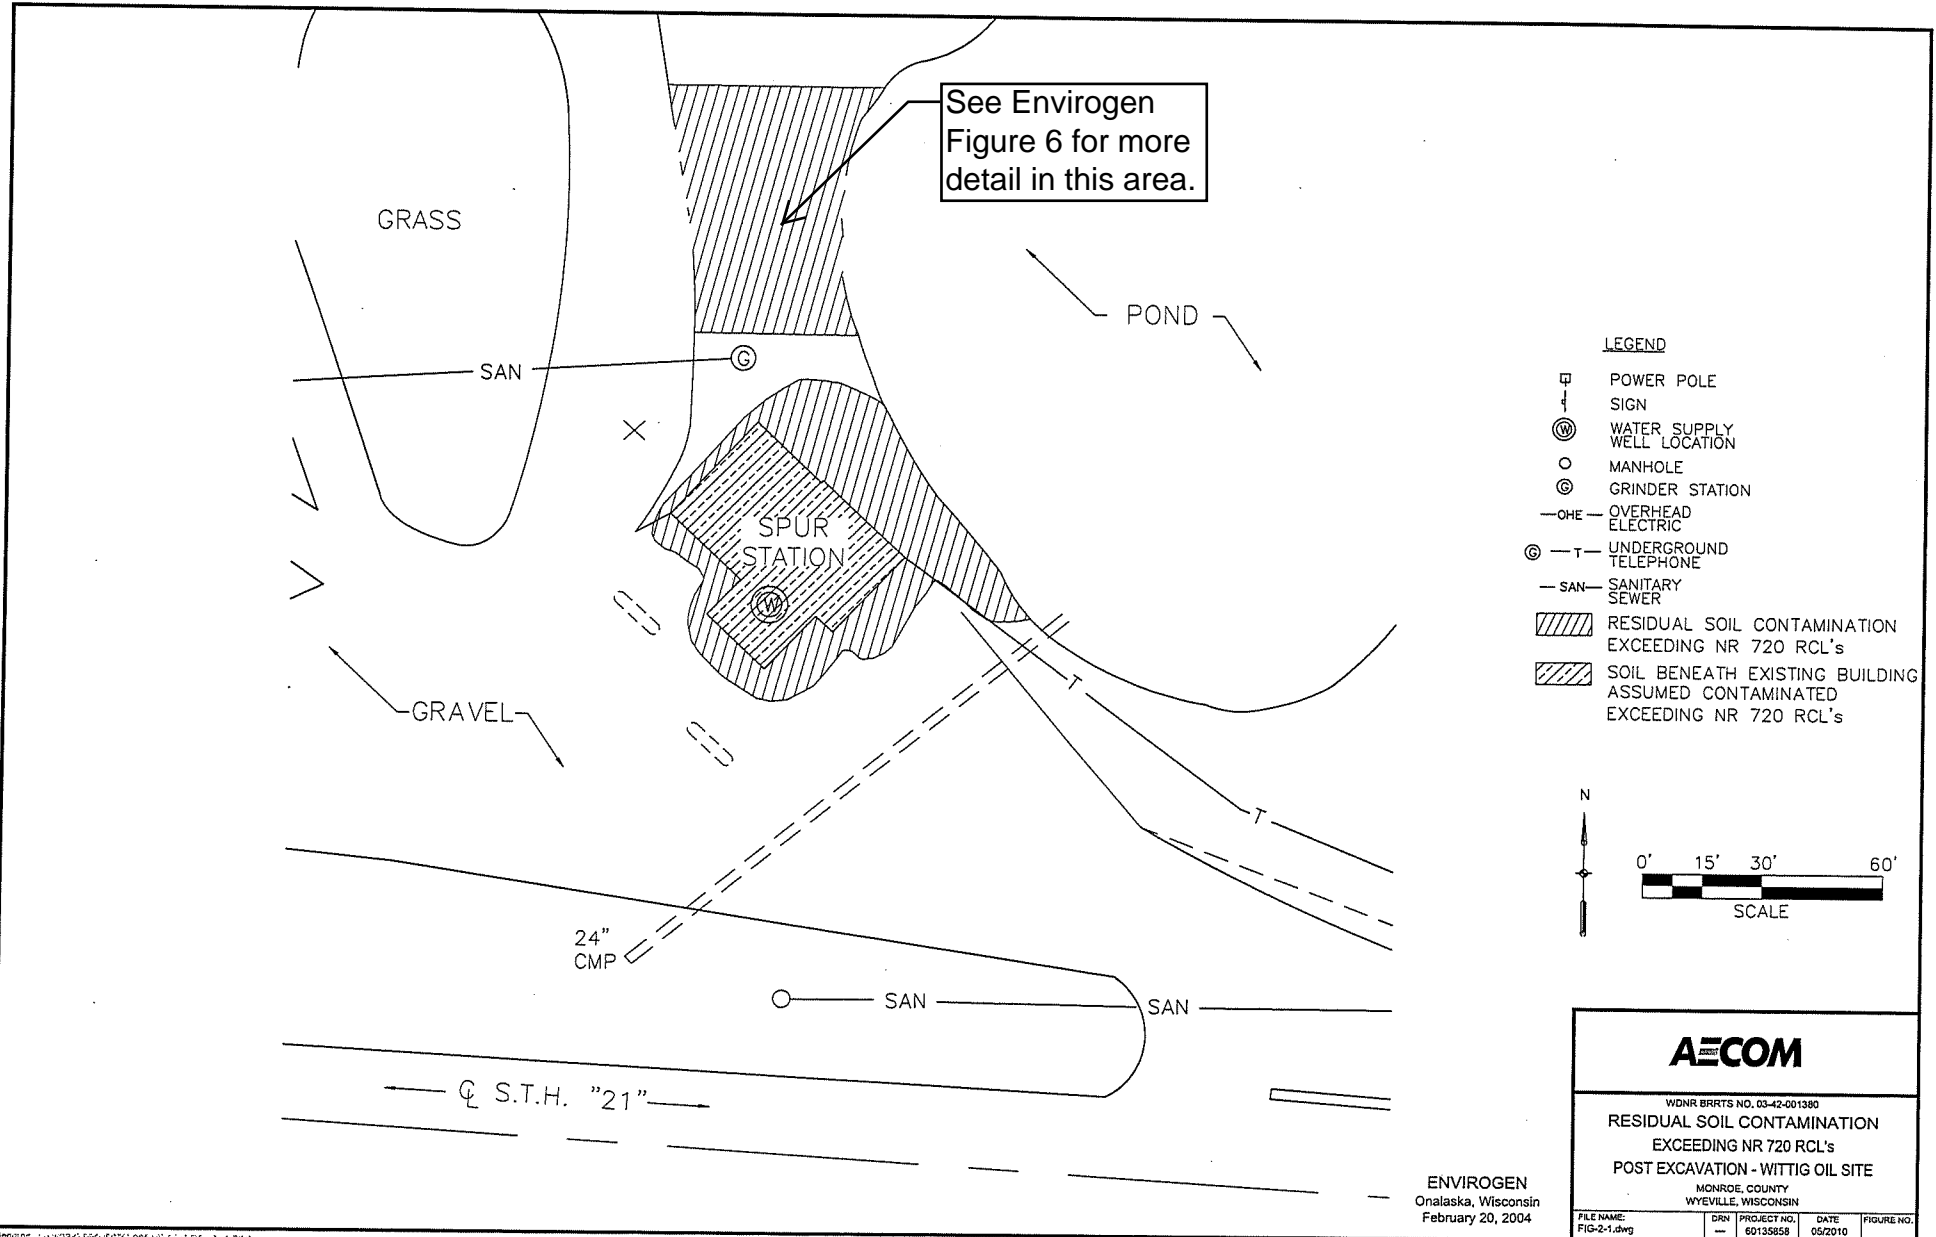 See Envirogen
Figure 6 for more
detail in this area.
GRASS
POND
SAN
G
SPUR
STATION
W
GRAVEL
T
T
24"
CMP
SAN
SAN
℄ S.T.H. "21"
LEGEND
POWER POLE
SIGN
W WATER SUPPLY
WELL LOCATION
MANHOLE
G GRINDER STATION
OHE OVERHEAD
ELECTRIC
G T UNDERGROUND
TELEPHONE
SAN SANITARY
SEWER
RESIDUAL SOIL CONTAMINATION
EXCEEDING NR 720 RCL's
SOIL BENEATH EXISTING BUILDING
ASSUMED CONTAMINATED
EXCEEDING NR 720 RCL's
N
0' 15' 30' 60'
SCALE
ENVIROGEN
Onalaska, Wisconsin
February 20, 2004
AECOM
WDNR BRRTS NO. 03-42-001380
RESIDUAL SOIL CONTAMINATION
EXCEEDING NR 720 RCL's
POST EXCAVATION - WITTIG OIL SITE
MONROE, COUNTY
WYEVILLE, WISCONSIN
FILE NAME: DRN PROJECT NO. DATE FIGURE NO.
FIG-2-1.dwg — 60135858 05/2010